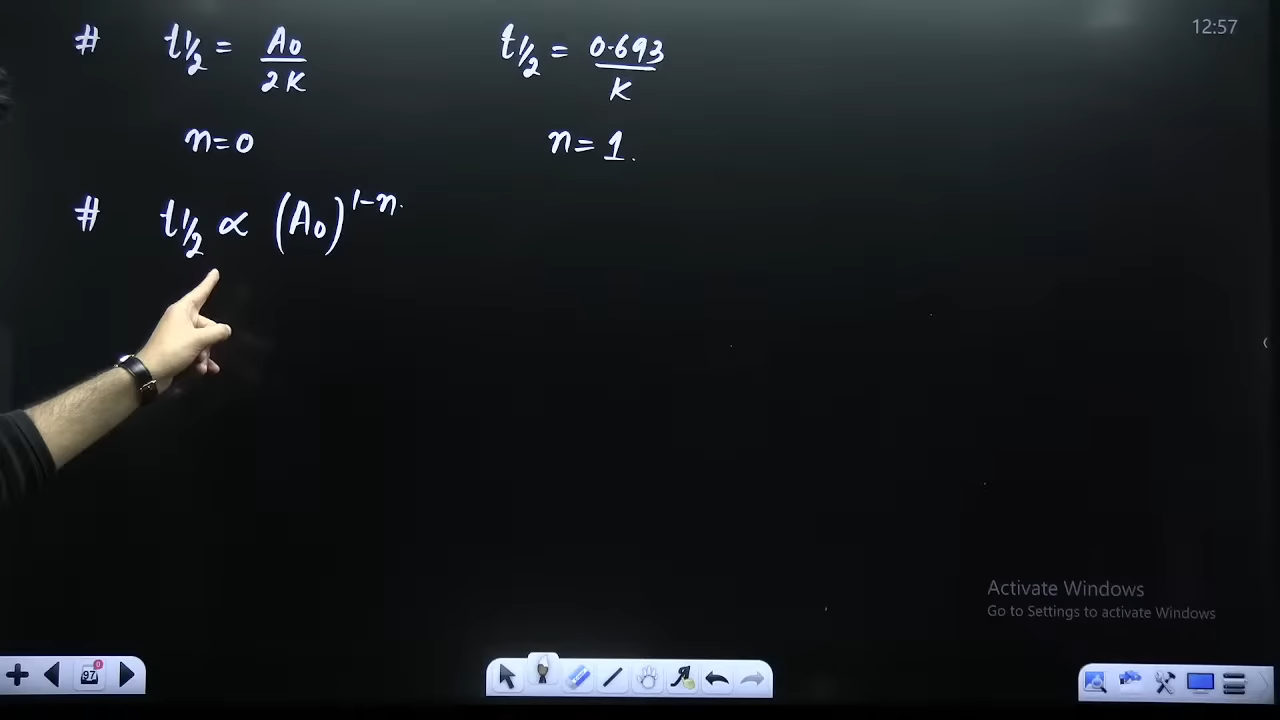 12:57
# t1/2 = A0/2K t1/2 = 0.693/K
n=0 n=1.
# t1/2 ∝ (A0)^1-n.
Activate Windows
Go to Settings to activate Windows
97